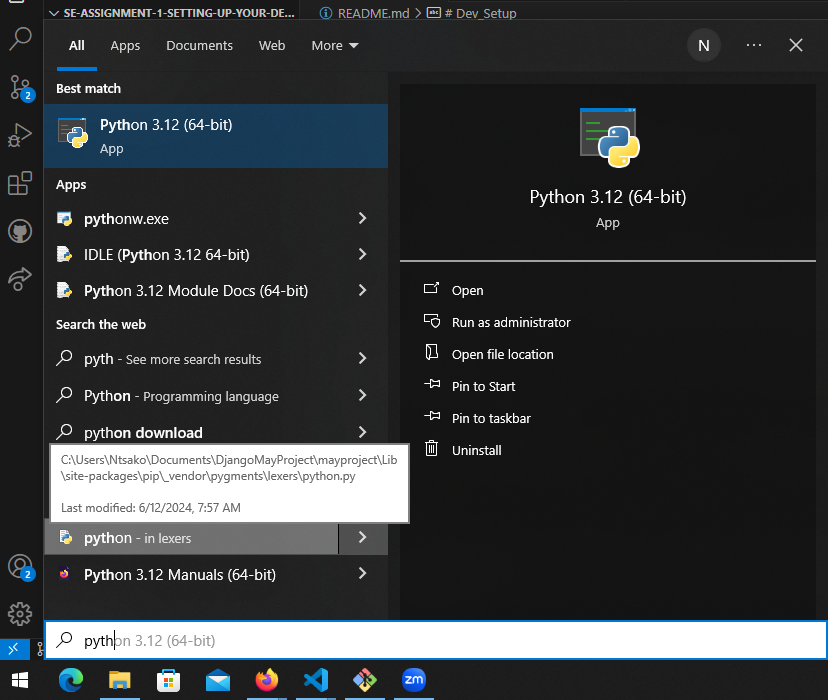 SE-ASSIGNMENT-1-SETTING-UP-YOUR-DE...
README.md > # Dev_Setup
All Apps Documents Web More
N
Best match
Python 3.12 (64-bit)
App
Apps
pythonw.exe
IDLE (Python 3.12 64-bit)
Python 3.12 Module Docs (64-bit)
Search the web
pyth - See more search results
Python - Programming language
python download
C:\Users\Ntsako\Documents\DjangoMayProject\mayproject\Lib
\site-packages\pip\_vendor\pygments\lexers\python.py
Last modified: 6/12/2024, 7:57 AM
python - in lexers
Python 3.12 Manuals (64-bit)
Python 3.12 (64-bit)
App
Open
Run as administrator
Open file location
Pin to Start
Pin to taskbar
Uninstall
2
2
python 3.12 (64-bit)
zm